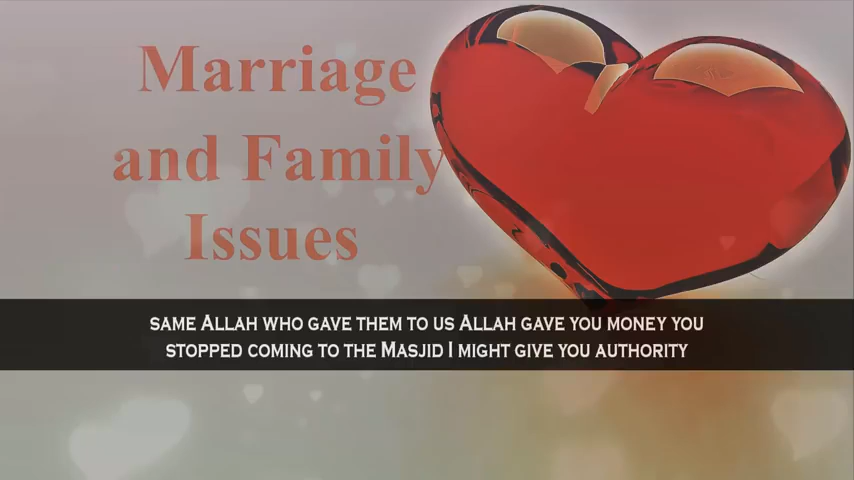 Marriage
and Family
Issues
same Allah who gave them to us Allah gave you money you
stopped coming to the Masjid I might give you authority